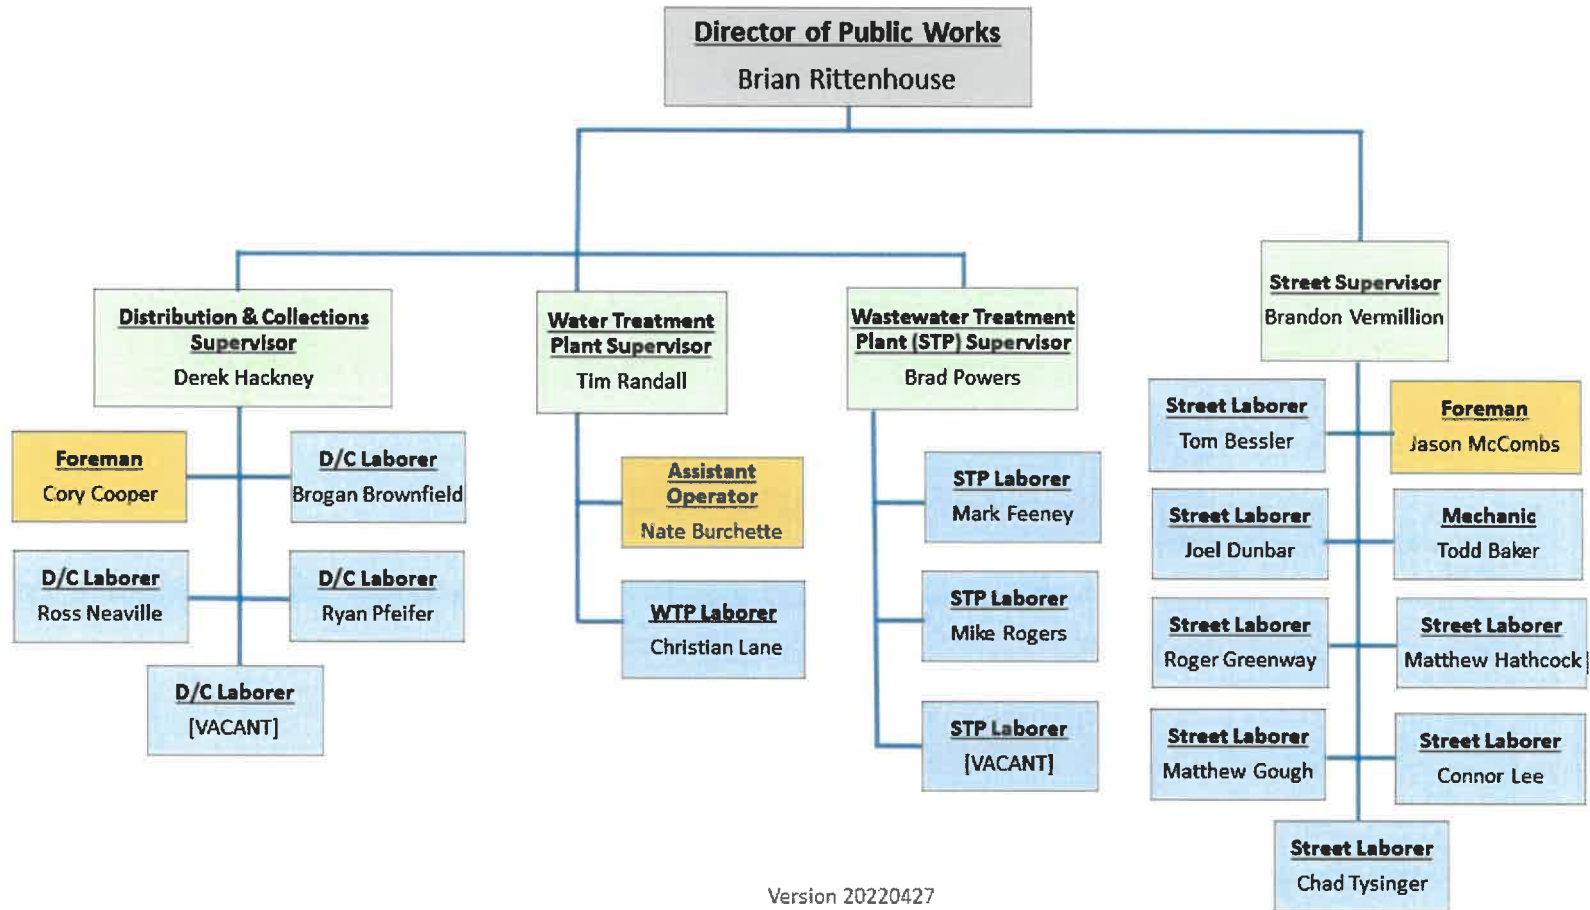 Director of Public Works
Brian Rittenhouse
Distribution & Collections
Supervisor
Derek Hackney
Foreman
Cory Cooper
D/C Laborer
Brogan Brownfield
D/C Laborer
Ross Neaville
D/C Laborer
Ryan Pfeifer
D/C Laborer
[VACANT]
Water Treatment
Plant Supervisor
Tim Randall
Assistant
Operator
Nate Burchette
WTP Laborer
Christian Lane
Wastewater Treatment
Plant (STP) Supervisor
Brad Powers
STP Laborer
Mark Feeney
STP Laborer
Mike Rogers
STP Laborer
[VACANT]
Street Supervisor
Brandon Vermillion
Street Laborer
Tom Bessler
Foreman
Jason McCombs
Street Laborer
Joel Dunbar
Mechanic
Todd Baker
Street Laborer
Roger Greenway
Street Laborer
Matthew Hathcock
Street Laborer
Matthew Gough
Street Laborer
Connor Lee
Street Laborer
Chad Tysinger
Version 20220427